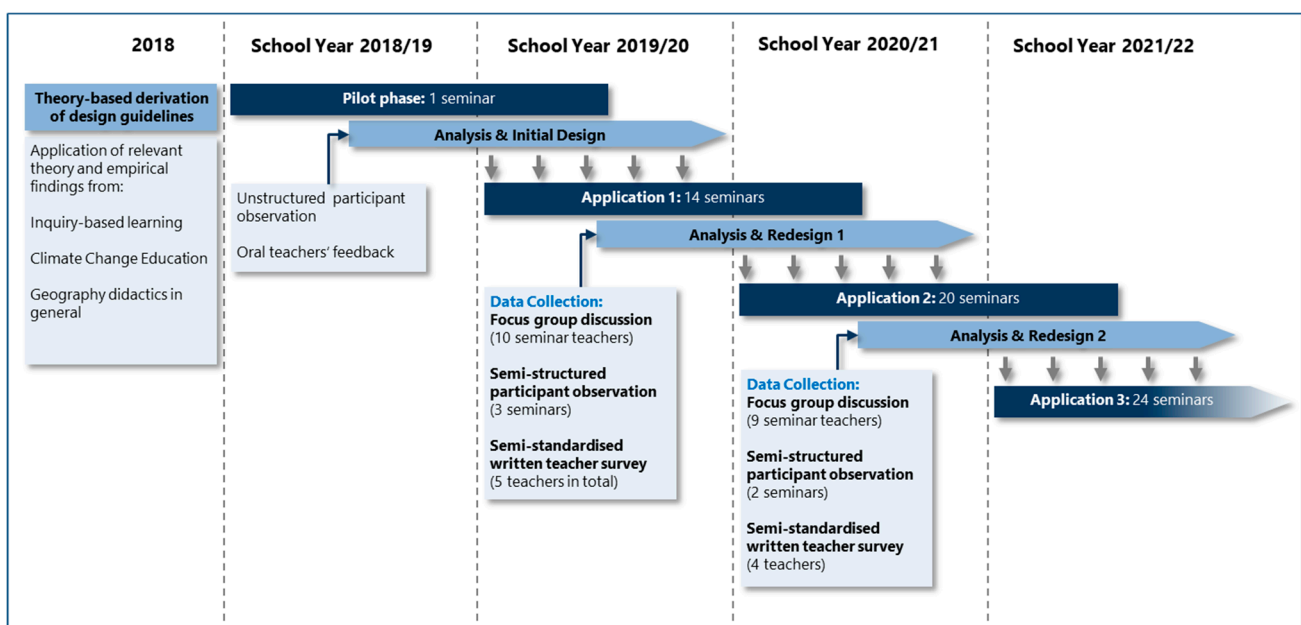 2018
School Year 2018/19
School Year 2019/20
School Year 2020/21
School Year 2021/22
Theory-based derivation
of design guidelines
Application of relevant
theory and empirical
findings from:
Inquiry-based learning
Climate Change Education
Geography didactics in
general
Pilot phase: 1 seminar
Analysis & Initial Design
Unstructured participant
observation
Oral teachers’ feedback
Application 1: 14 seminars
Analysis & Redesign 1
Data Collection:
Focus group discussion
(10 seminar teachers)
Semi-structured
participant observation
(3 seminars)
Semi-standardised
written teacher survey
(5 teachers in total)
Application 2: 20 seminars
Analysis & Redesign 2
Data Collection:
Focus group discussion
(9 seminar teachers)
Semi-structured
participant observation
(2 seminars)
Semi-standardised
written teacher survey
(4 teachers)
Application 3: 24 seminars